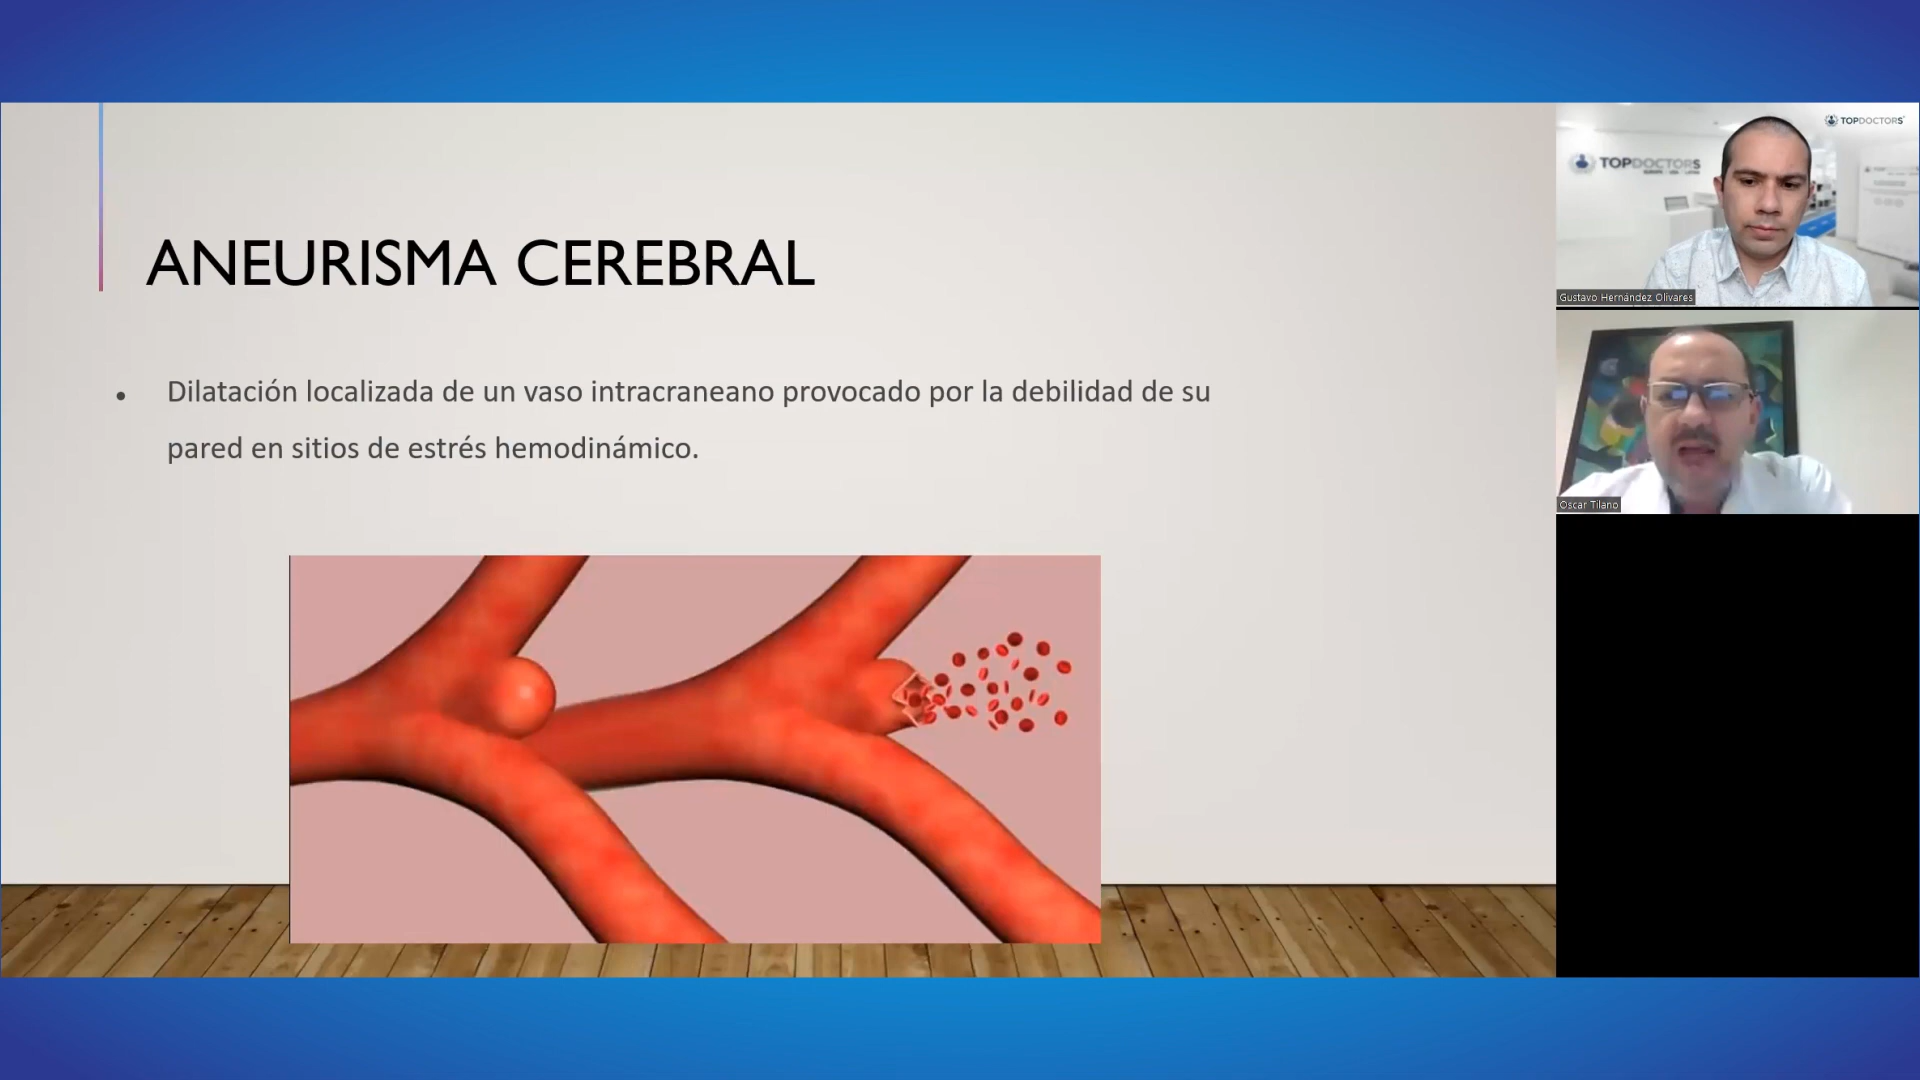 ANEURISMA CEREBRAL
• Dilatación localizada de un vaso intracraneano provocado por la debilidad de su
pared en sitios de estrés hemodinámico.
TOPDOCTORS
TOPDOCTORS
Gustavo Hernández Olivares
Oscar Tilano